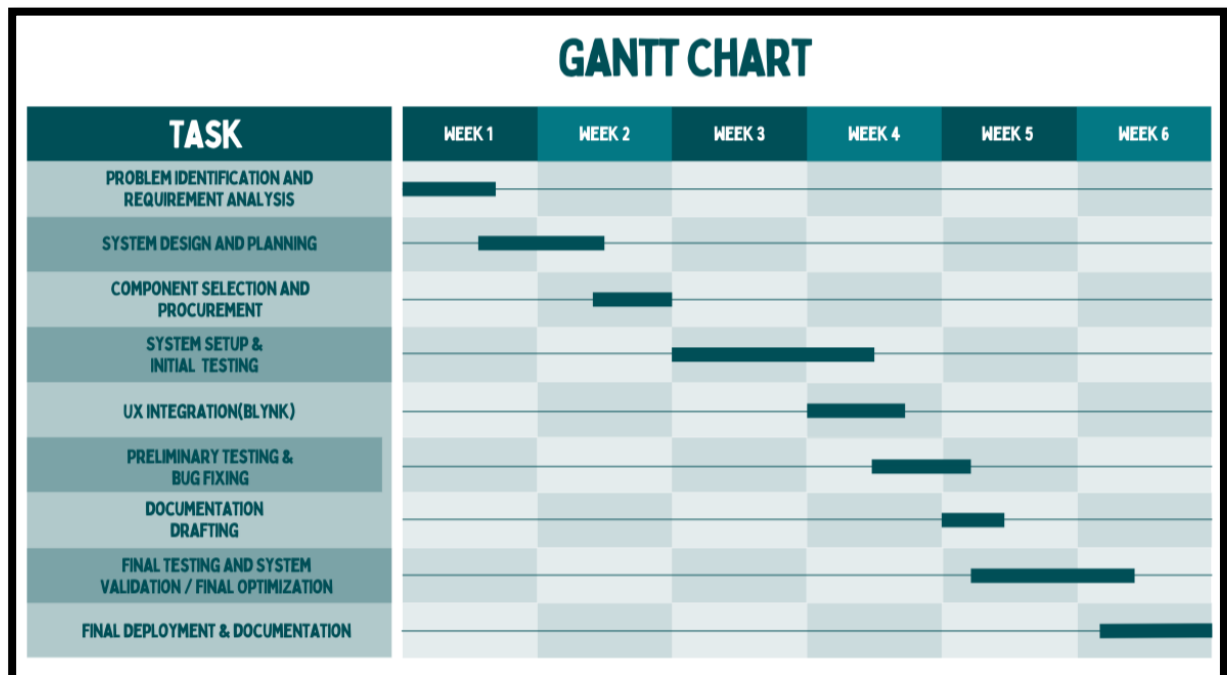 GANTT CHART
TASK
WEEK 1
WEEK 2
WEEK 3
WEEK 4
WEEK 5
WEEK 6
PROBLEM IDENTIFICATION AND
REQUIREMENT ANALYSIS
SYSTEM DESIGN AND PLANNING
COMPONENT SELECTION AND
PROCUREMENT
SYSTEM SETUP &
INITIAL TESTING
UX INTEGRATION(BLYNK)
PRELIMINARY TESTING &
BUG FIXING
DOCUMENTATION
DRAFTING
FINAL TESTING AND SYSTEM
VALIDATION / FINAL OPTIMIZATION
FINAL DEPLOYMENT & DOCUMENTATION